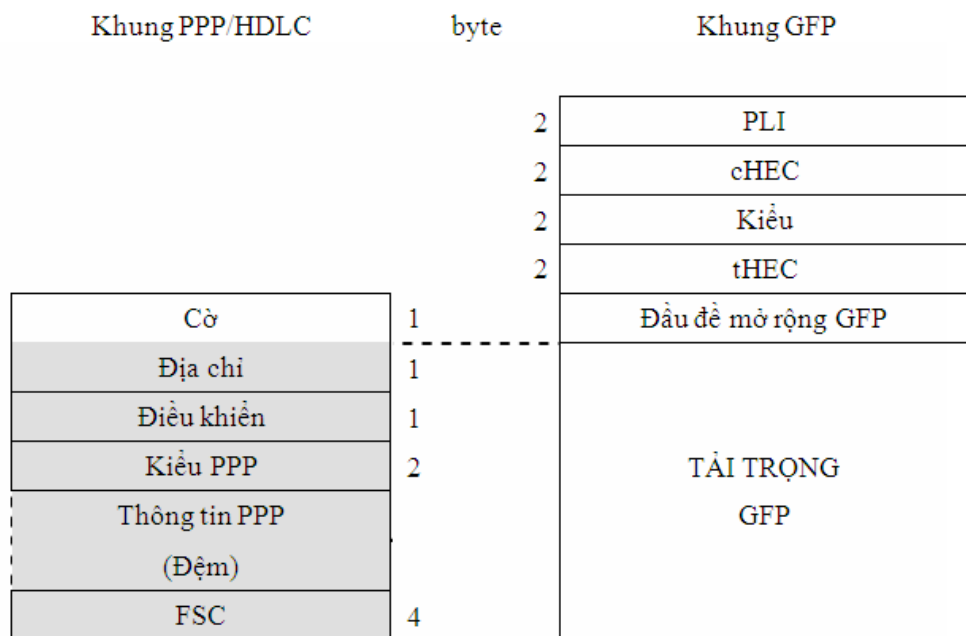 Khung PPP/HDLC byte Khung GFP
2 PLI
2 cHEC
2 Kiểu
2 tHEC
Cờ 1 Đầu đề mở rộng GFP
Địa chỉ 1
Điều khiển 1
Kiểu PPP 2 TẢI TRỌNG
Thông tin PPP GFP
(Đệm)
FSC 4